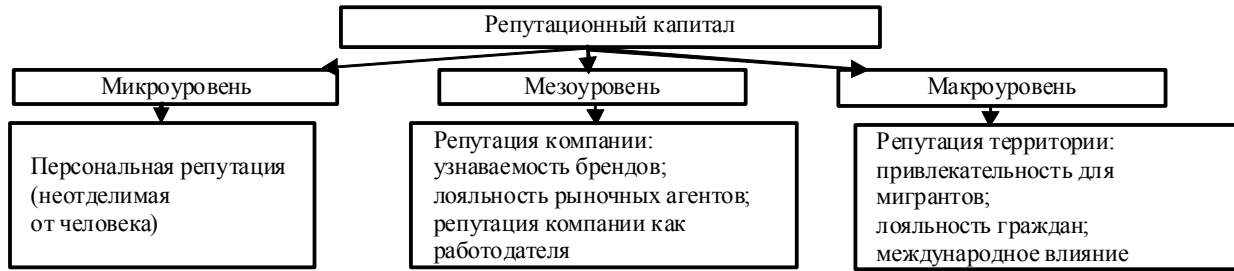 Репутационный капитал
Микроуровень
Мезоуровень
Макроуровень
Персональная репутация
(неотделимая
от человека)
Репутация компании:
узнаваемость брендов;
лояльность рыночных агентов;
репутация компании как
работодателя
Репутация территории:
привлекательность для
мигрантов;
лояльность граждан;
международное влияние